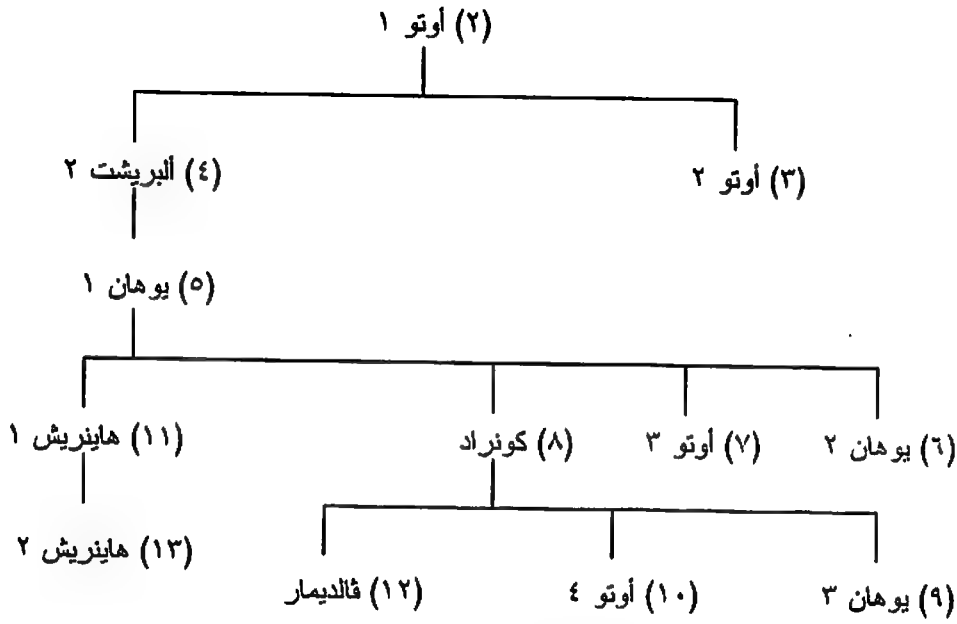 (٢) أوتو ١
(٣) أوتو ٢
(٤) ألبريشت ٢
(٥) يوهان ١
(٦) يوهان ٢
(٧) أوتو ٣
(٨) كونراد
(١١) هاينريش ١
(٩) يوهان ٣
(١٠) أوتو ٤
(١٢) ڤالديمار
(١٣) هاينريش ٢